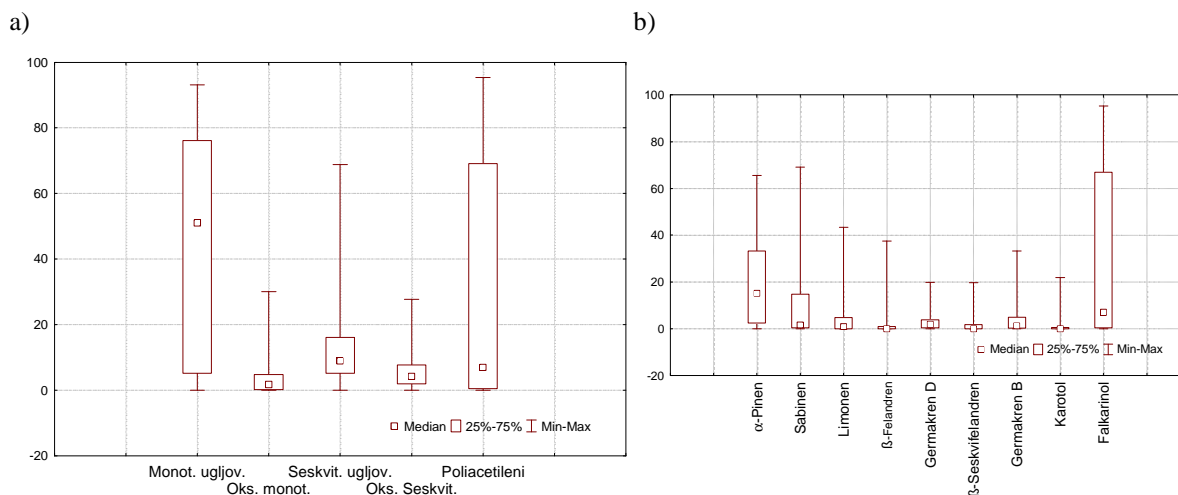 a)
100
80
60
40
20
0
-20
Median 25%-75% Min-Max
Monot. ugljov.
Oks. monot.
Seskvit. ugljov.
Oks. Seskvit.
Poliacetileni
b)
100
80
60
40
20
0
-20
Median 25%-75% Min-Max
α-Pinen
Sabinen
Limonen
ß-Felandren
Germakren D
ß-Seskvifelandren
Germakren B
Karotol
Falkarinol